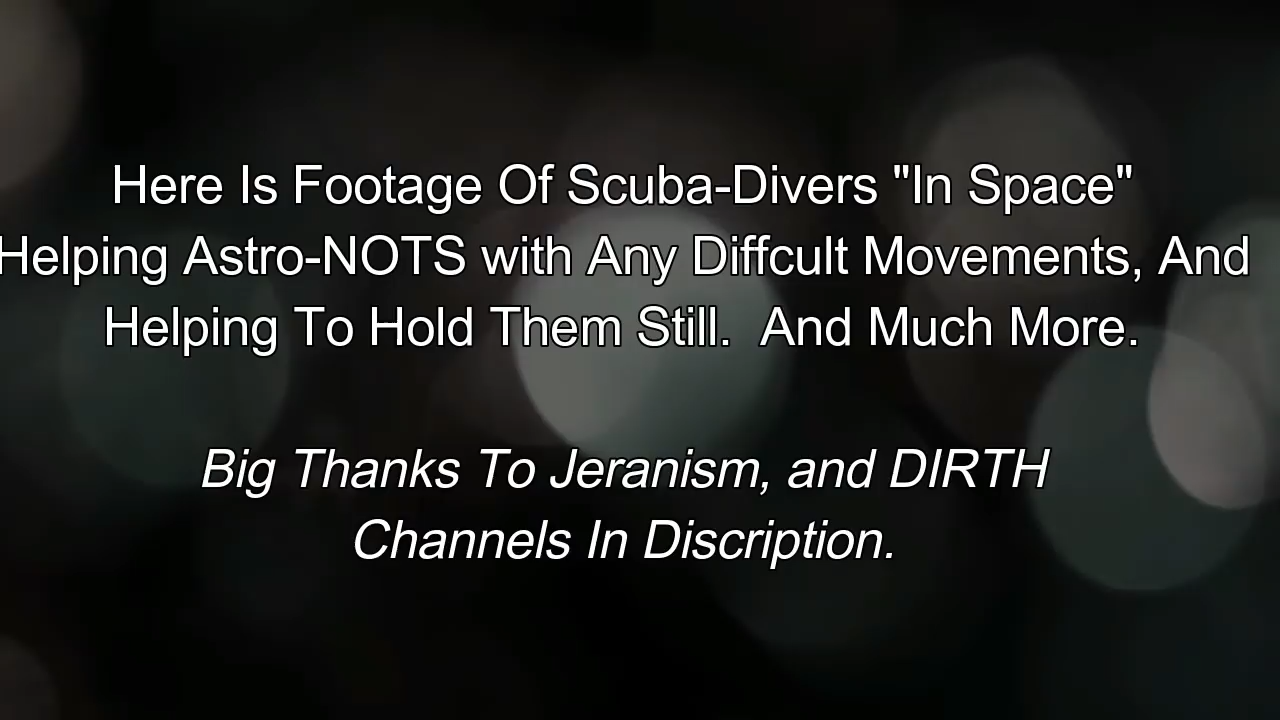 Here Is Footage Of Scuba-Divers "In Space"
Helping Astro-NOTS with Any Diffcult Movements, And
Helping To Hold Them Still.  And Much More.
Big Thanks To Jeranism, and DIRTH
Channels In Discription.